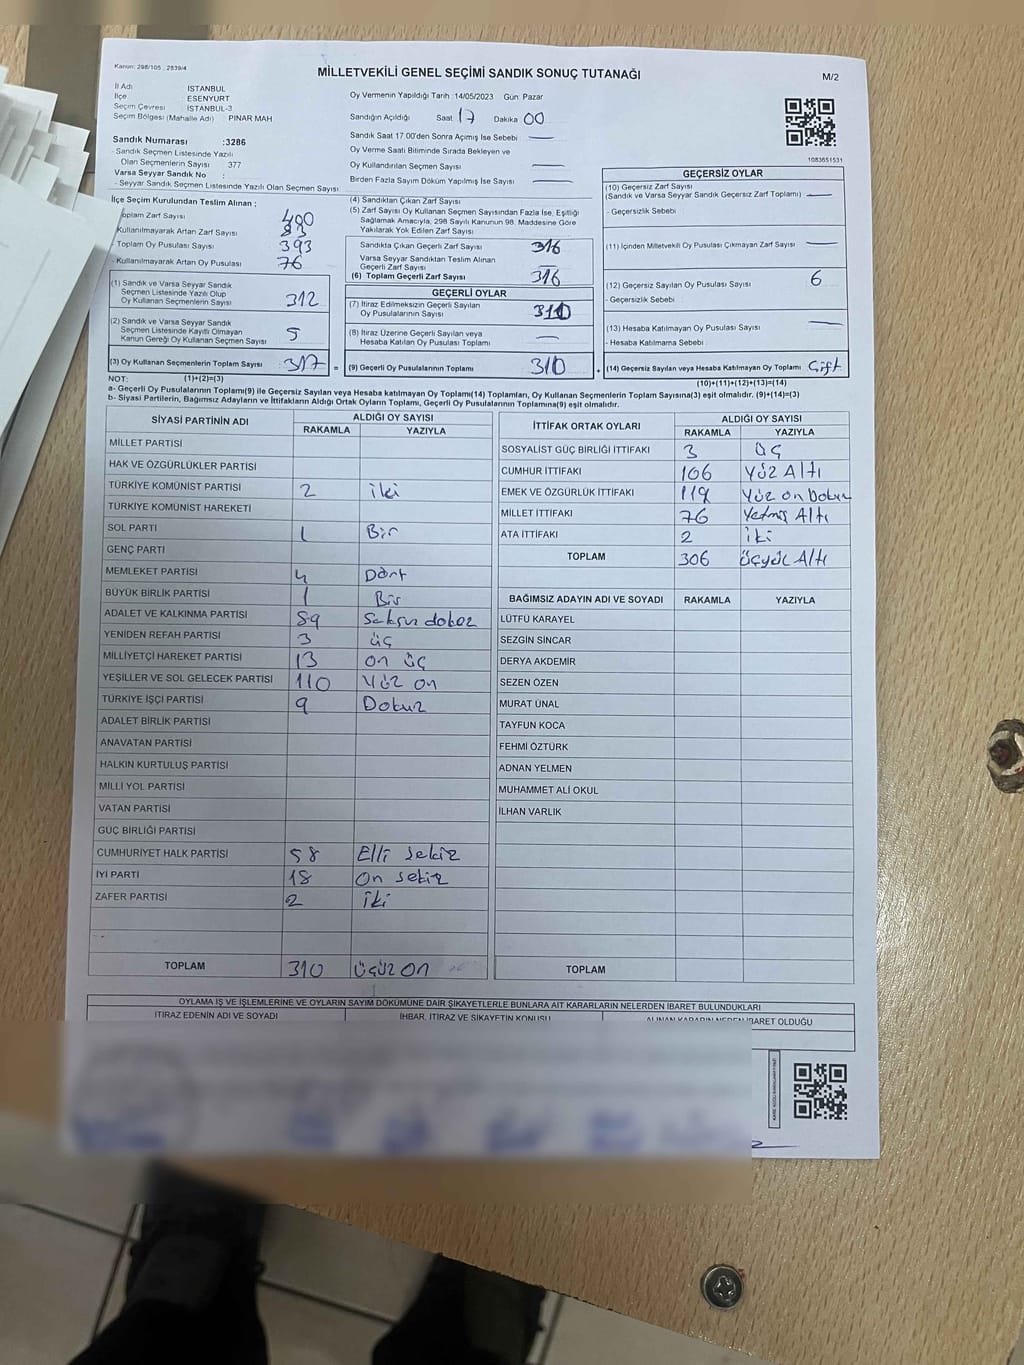 Kanun: 298/105 , 2839/4
MİLLETVEKİLİ GENEL SEÇİMİ SANDIK SONUÇ TUTANAĞI
M/2
İl Adı İSTANBUL
İlçe ESENYURT
Seçim Çevresi İSTANBUL-3
Seçim Bölgesi (Mahalle Adı) PINAR MAH
Oy Vermenin Yapıldığı Tarih :14/05/2023 Gün: Pazar
Sandığın Açıldığı Saat 17 Dakika 00
Sandık Saat 17.00'den Sonra Açılmış İse Sebebi —
Oy Verme Saati Bitiminde Sırada Bekleyen ve
Oy Kullandırılan Seçmen Sayısı —
Birden Fazla Sayım Döküm Yapılmış İse Sayısı —
1083651531
Sandık Numarası :3286
- Sandık Seçmen Listesinde Yazılı
Olan Seçmenlerin Sayısı 377
Varsa Seyyar Sandık No :
- Seyyar Sandık Seçmen Listesinde Yazılı Olan Seçmen Sayısı
İlçe Seçim Kurulundan Teslim Alınan ;
Toplam Zarf Sayısı 400
Kullanılmayarak Artan Zarf Sayısı 83
- Toplam Oy Pusulası Sayısı 393
- Kullanılmayarak Artan Oy Pusulası 76
(1) Sandık ve Varsa Seyyar Sandık
Seçmen Listesinde Yazılı Olup
Oy Kullanan Seçmenlerin Sayısı 312
(2) Sandık ve Varsa Seyyar Sandık
Seçmen Listesinde Kayıtlı Olmayan
Kanun Gereği Oy Kullanan Seçmen Sayısı 5
(3) Oy Kullanan Seçmenlerin Toplam Sayısı 317 =
(4) Sandıktan Çıkan Zarf Sayısı
(5) Zarf Sayısı Oy Kullanan Seçmen Sayısından Fazla İse, Eşitliği
Sağlamak Amacıyla; 298 Sayılı Kanunun 98. Maddesine Göre
Yakılarak Yok Edilen Zarf Sayısı
Sandıkta Çıkan Geçerli Zarf Sayısı 316
Varsa Seyyar Sandıktan Teslim Alınan
Geçerli Zarf Sayısı —
(6) Toplam Geçerli Zarf Sayısı 316
GEÇERLİ OYLAR
(7) İtiraz Edilmeksizin Geçerli Sayılan
Oy Pusulalarının Sayısı 310
(8) İtiraz Üzerine Geçerli Sayılan veya
Hesaba Katılan Oy Pusulası Toplamı —
(9) Geçerli Oy Pusulalarının Toplamı 310 +
GEÇERSİZ OYLAR
(10) Geçersiz Zarf Sayısı
(Sandık ve Varsa Seyyar Sandık Geçersiz Zarf Toplamı) —
- Geçersizlik Sebebi
(11) İçinden Milletvekili Oy Pusulası Çıkmayan Zarf Sayısı —
(12) Geçersiz Sayılan Oy Pusulası Sayısı 6
- Geçersizlik Sebebi
(13) Hesaba Katılmayan Oy Pusulası Sayısı —
- Hesaba Katılmama Sebebi
(14) Geçersiz Sayılan veya Hesaba Katılmayan Oy Toplamı Çift
NOT: (1)+(2)=(3)
(10)+(11)+(12)+(13)=(14)
a- Geçerli Oy Pusulalarının Toplamı(9) ile Geçersiz Sayılan veya Hesaba katılmayan Oy Toplamı(14) Toplamları, Oy Kullanan Seçmenlerin Toplam Sayısına(3) eşit olmalıdır. (9)+(14)=(3)
b- Siyasi Partilerin, Bağımsız Adayların ve İttifakların Aldığı Ortak Oyların Toplamı, Geçerli Oy Pusulalarının Toplamına(9) eşit olmalıdır.
SİYASİ PARTİNİN ADI ALDIĞI OY SAYISI
RAKAMLA YAZIYLA
MİLLET PARTİSİ
HAK VE ÖZGÜRLÜKLER PARTİSİ
TÜRKİYE KOMÜNİST PARTİSİ 2 iki
TÜRKİYE KOMÜNİST HAREKETİ
SOL PARTİ 1 Bir
GENÇ PARTİ
MEMLEKET PARTİSİ 4 Dört
BÜYÜK BİRLİK PARTİSİ 1 Bir
ADALET VE KALKINMA PARTİSİ 89 Seksen dokuz
YENİDEN REFAH PARTİSİ 3 üç
MİLLİYETÇİ HAREKET PARTİSİ 13 on üç
YEŞİLLER VE SOL GELECEK PARTİSİ 110 Yüz on
TÜRKİYE İŞÇİ PARTİSİ 9 Dokuz
ADALET BİRLİK PARTİSİ
ANAVATAN PARTİSİ
HALKIN KURTULUŞ PARTİSİ
MİLLİ YOL PARTİSİ
VATAN PARTİSİ
GÜÇ BİRLİĞİ PARTİSİ
CUMHURİYET HALK PARTİSİ 58 Elli sekiz
İYİ PARTİ 18 On sekiz
ZAFER PARTİSİ 2 iki
TOPLAM 310 üçüz on
İTTİFAK ORTAK OYLARI ALDIĞI OY SAYISI
RAKAMLA YAZIYLA
SOSYALİST GÜÇ BİRLİĞİ İTTİFAKI 3 üç
CUMHUR İTTİFAKI 106 Yüz Altı
EMEK VE ÖZGÜRLÜK İTTİFAKI 119 Yüz on Dokuz
MİLLET İTTİFAKI 76 Yetmiş Altı
ATA İTTİFAKI 2 iki
TOPLAM 306 üçyüz Altı
BAĞIMSIZ ADAYIN ADI VE SOYADI RAKAMLA YAZIYLA
LÜTFÜ KARAYEL
SEZGİN SİNCAR
DERYA AKDEMİR
SEZEN ÖZEN
MURAT ÜNAL
TAYFUN KOCA
FEHMİ ÖZTÜRK
ADNAN YELMEN
MUHAMMET ALİ OKUL
İLHAN VARLIK
TOPLAM
OYLAMA İŞ VE İŞLEMLERİNE VE OYLARIN SAYIM DÖKÜMÜNE DAİR ŞİKAYETLERLE BUNLARA AİT KARARLARIN NELERDEN İBARET BULUNDUKLARI
İTİRAZ EDENİN ADI VE SOYADI İHBAR, İTİRAZ VE ŞİKAYETİN KONUSU ALINAN KARARIN NEDEN İBARET OLDUĞU